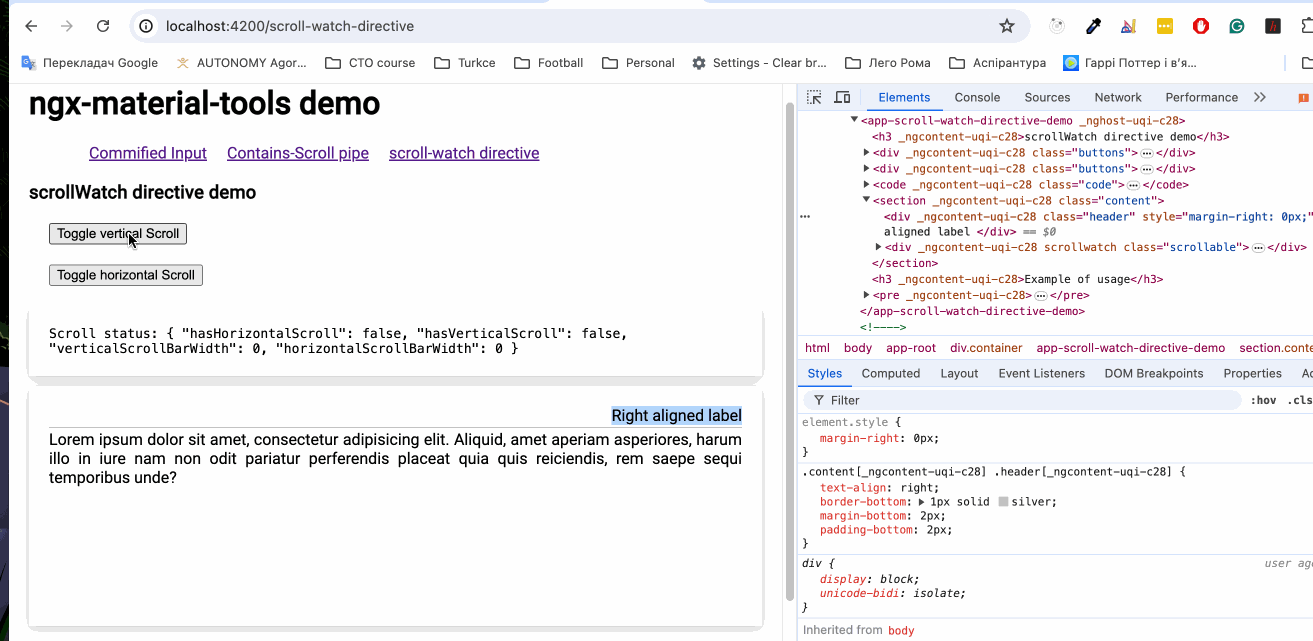 localhost:4200/scroll-watch-directive
Перекладач Google
AUTONOMY Agor...
CTO course
Turkce
Football
Personal
Settings - Clear br...
Лего Рома
Аспірантура
Гаррі Поттер і в’я...
ngx-material-tools demo
Commified Input Contains-Scroll pipe scroll-watch directive
scrollWatch directive demo
Toggle vertical Scroll
Toggle horizontal Scroll
Scroll status: { "hasHorizontalScroll": false, "hasVerticalScroll": false,
"verticalScrollBarWidth": 0, "horizontalScrollBarWidth": 0 }
Right aligned label
Lorem ipsum dolor sit amet, consectetur adipisicing elit. Aliquid, amet aperiam asperiores, harum
illo in iure nam non odit pariatur perferendis placeat quia quis reiciendis, rem saepe sequi
temporibus unde?
Elements Console Sources Network Performance
<app-scroll-watch-directive-demo _nghost-uqi-c28>
<h3 _ngcontent-uqi-c28>scrollWatch directive demo</h3>
<div _ngcontent-uqi-c28 class="buttons">…</div>
<div _ngcontent-uqi-c28 class="buttons">…</div>
<code _ngcontent-uqi-c28 class="code">…</code>
<section _ngcontent-uqi-c28 class="content">
<div _ngcontent-uqi-c28 class="header" style="margin-right: 0px;"
aligned label </div> == $0
<div _ngcontent-uqi-c28 scrollwatch class="scrollable">…</div>
</section>
<h3 _ngcontent-uqi-c28>Example of usage</h3>
<pre _ngcontent-uqi-c28>…</pre>
</app-scroll-watch-directive-demo>
<!---->
html body app-root div.container app-scroll-watch-directive-demo section.conte
Styles Computed Layout Event Listeners DOM Breakpoints Properties Ac
Filter :hov .cls
element.style {
margin-right: 0px;
}
.content[_ngcontent-uqi-c28] .header[_ngcontent-uqi-c28] {
text-align: right;
border-bottom: 1px solid silver;
margin-bottom: 2px;
padding-bottom: 2px;
}
div { user age
display: block;
unicode-bidi: isolate;
}
Inherited from body